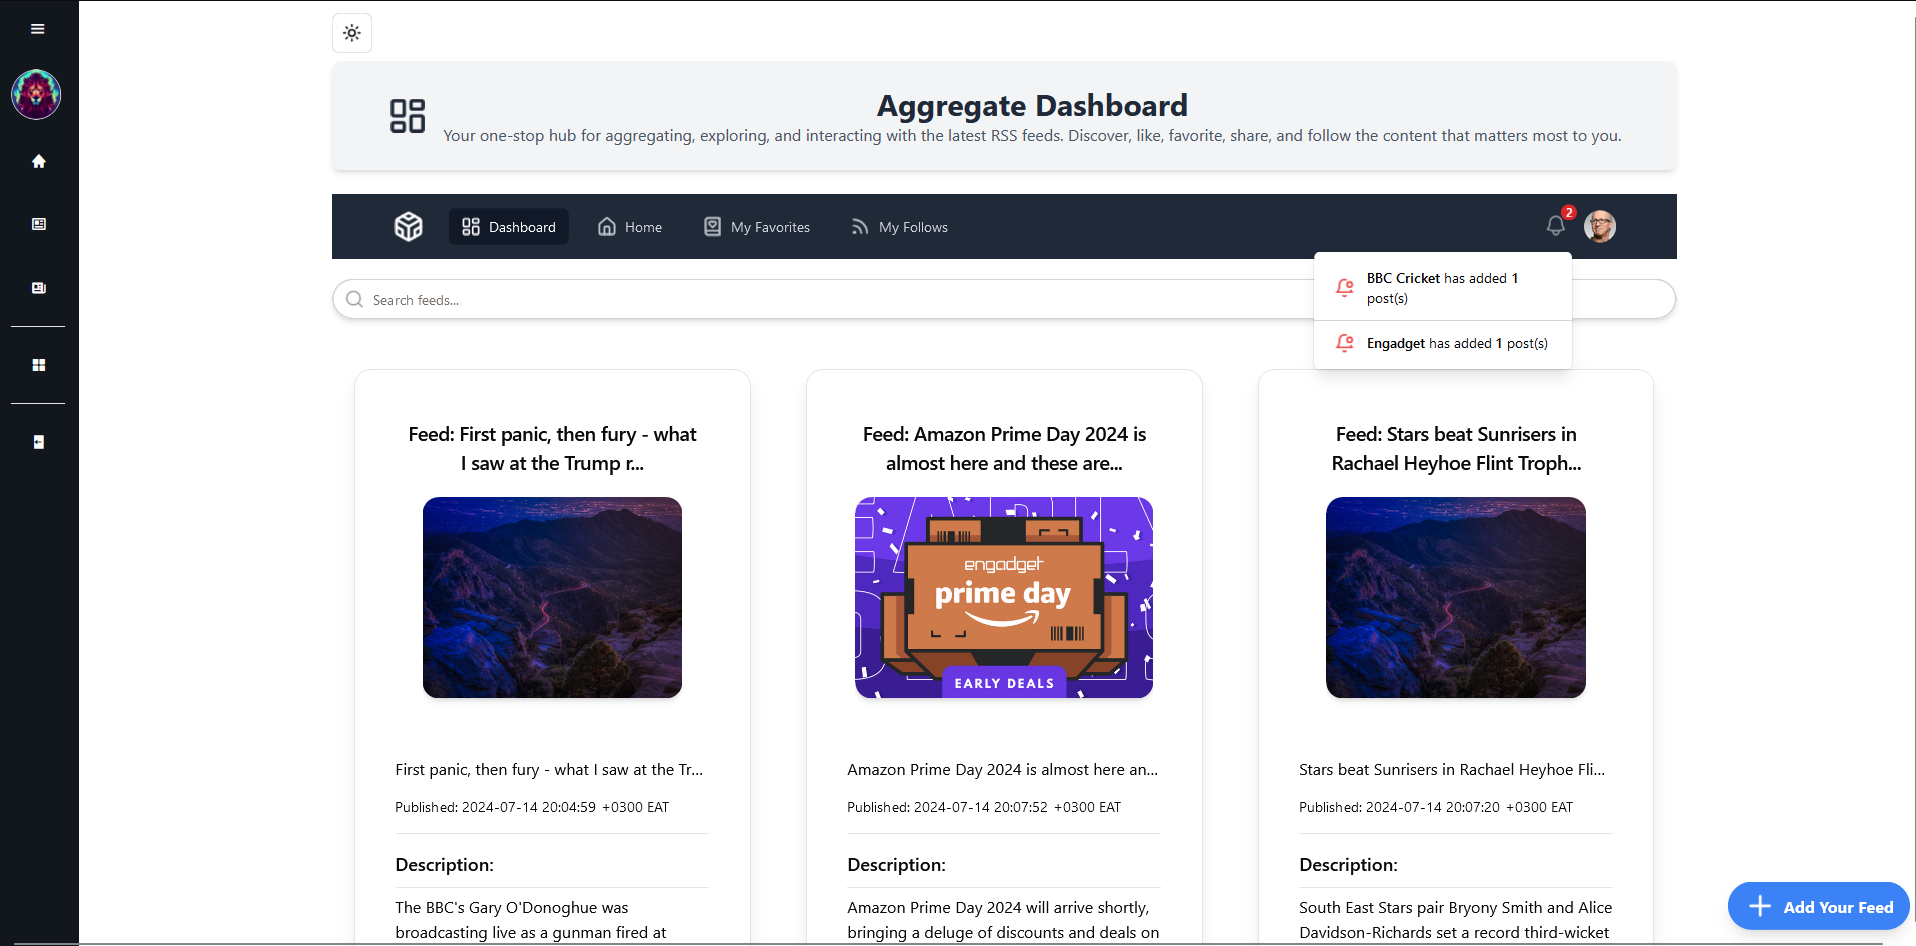 Aggregate Dashboard
Your one-stop hub for aggregating, exploring, and interacting with the latest RSS feeds. Discover, like, favorite, share, and follow the content that matters most to you.
Dashboard
Home
My Favorites
My Follows
2
BBC Cricket has added 1
post(s)
Engadget has added 1 post(s)
Search feeds...
Feed: First panic, then fury - what
I saw at the Trump r...
First panic, then fury - what I saw at the Tr...
Published: 2024-07-14 20:04:59 +0300 EAT
Description:
The BBC's Gary O'Donoghue was
broadcasting live as a gunman fired at
Feed: Amazon Prime Day 2024 is
almost here and these are...
engadget
prime day
EARLY DEALS
Amazon Prime Day 2024 is almost here an...
Published: 2024-07-14 20:07:52 +0300 EAT
Description:
Amazon Prime Day 2024 will arrive shortly,
bringing a deluge of discounts and deals on
Feed: Stars beat Sunrisers in
Rachael Heyhoe Flint Troph...
Stars beat Sunrisers in Rachael Heyhoe Fli...
Published: 2024-07-14 20:07:20 +0300 EAT
Description:
South East Stars pair Bryony Smith and Alice
Davidson-Richards set a record third-wicket
Add Your Feed